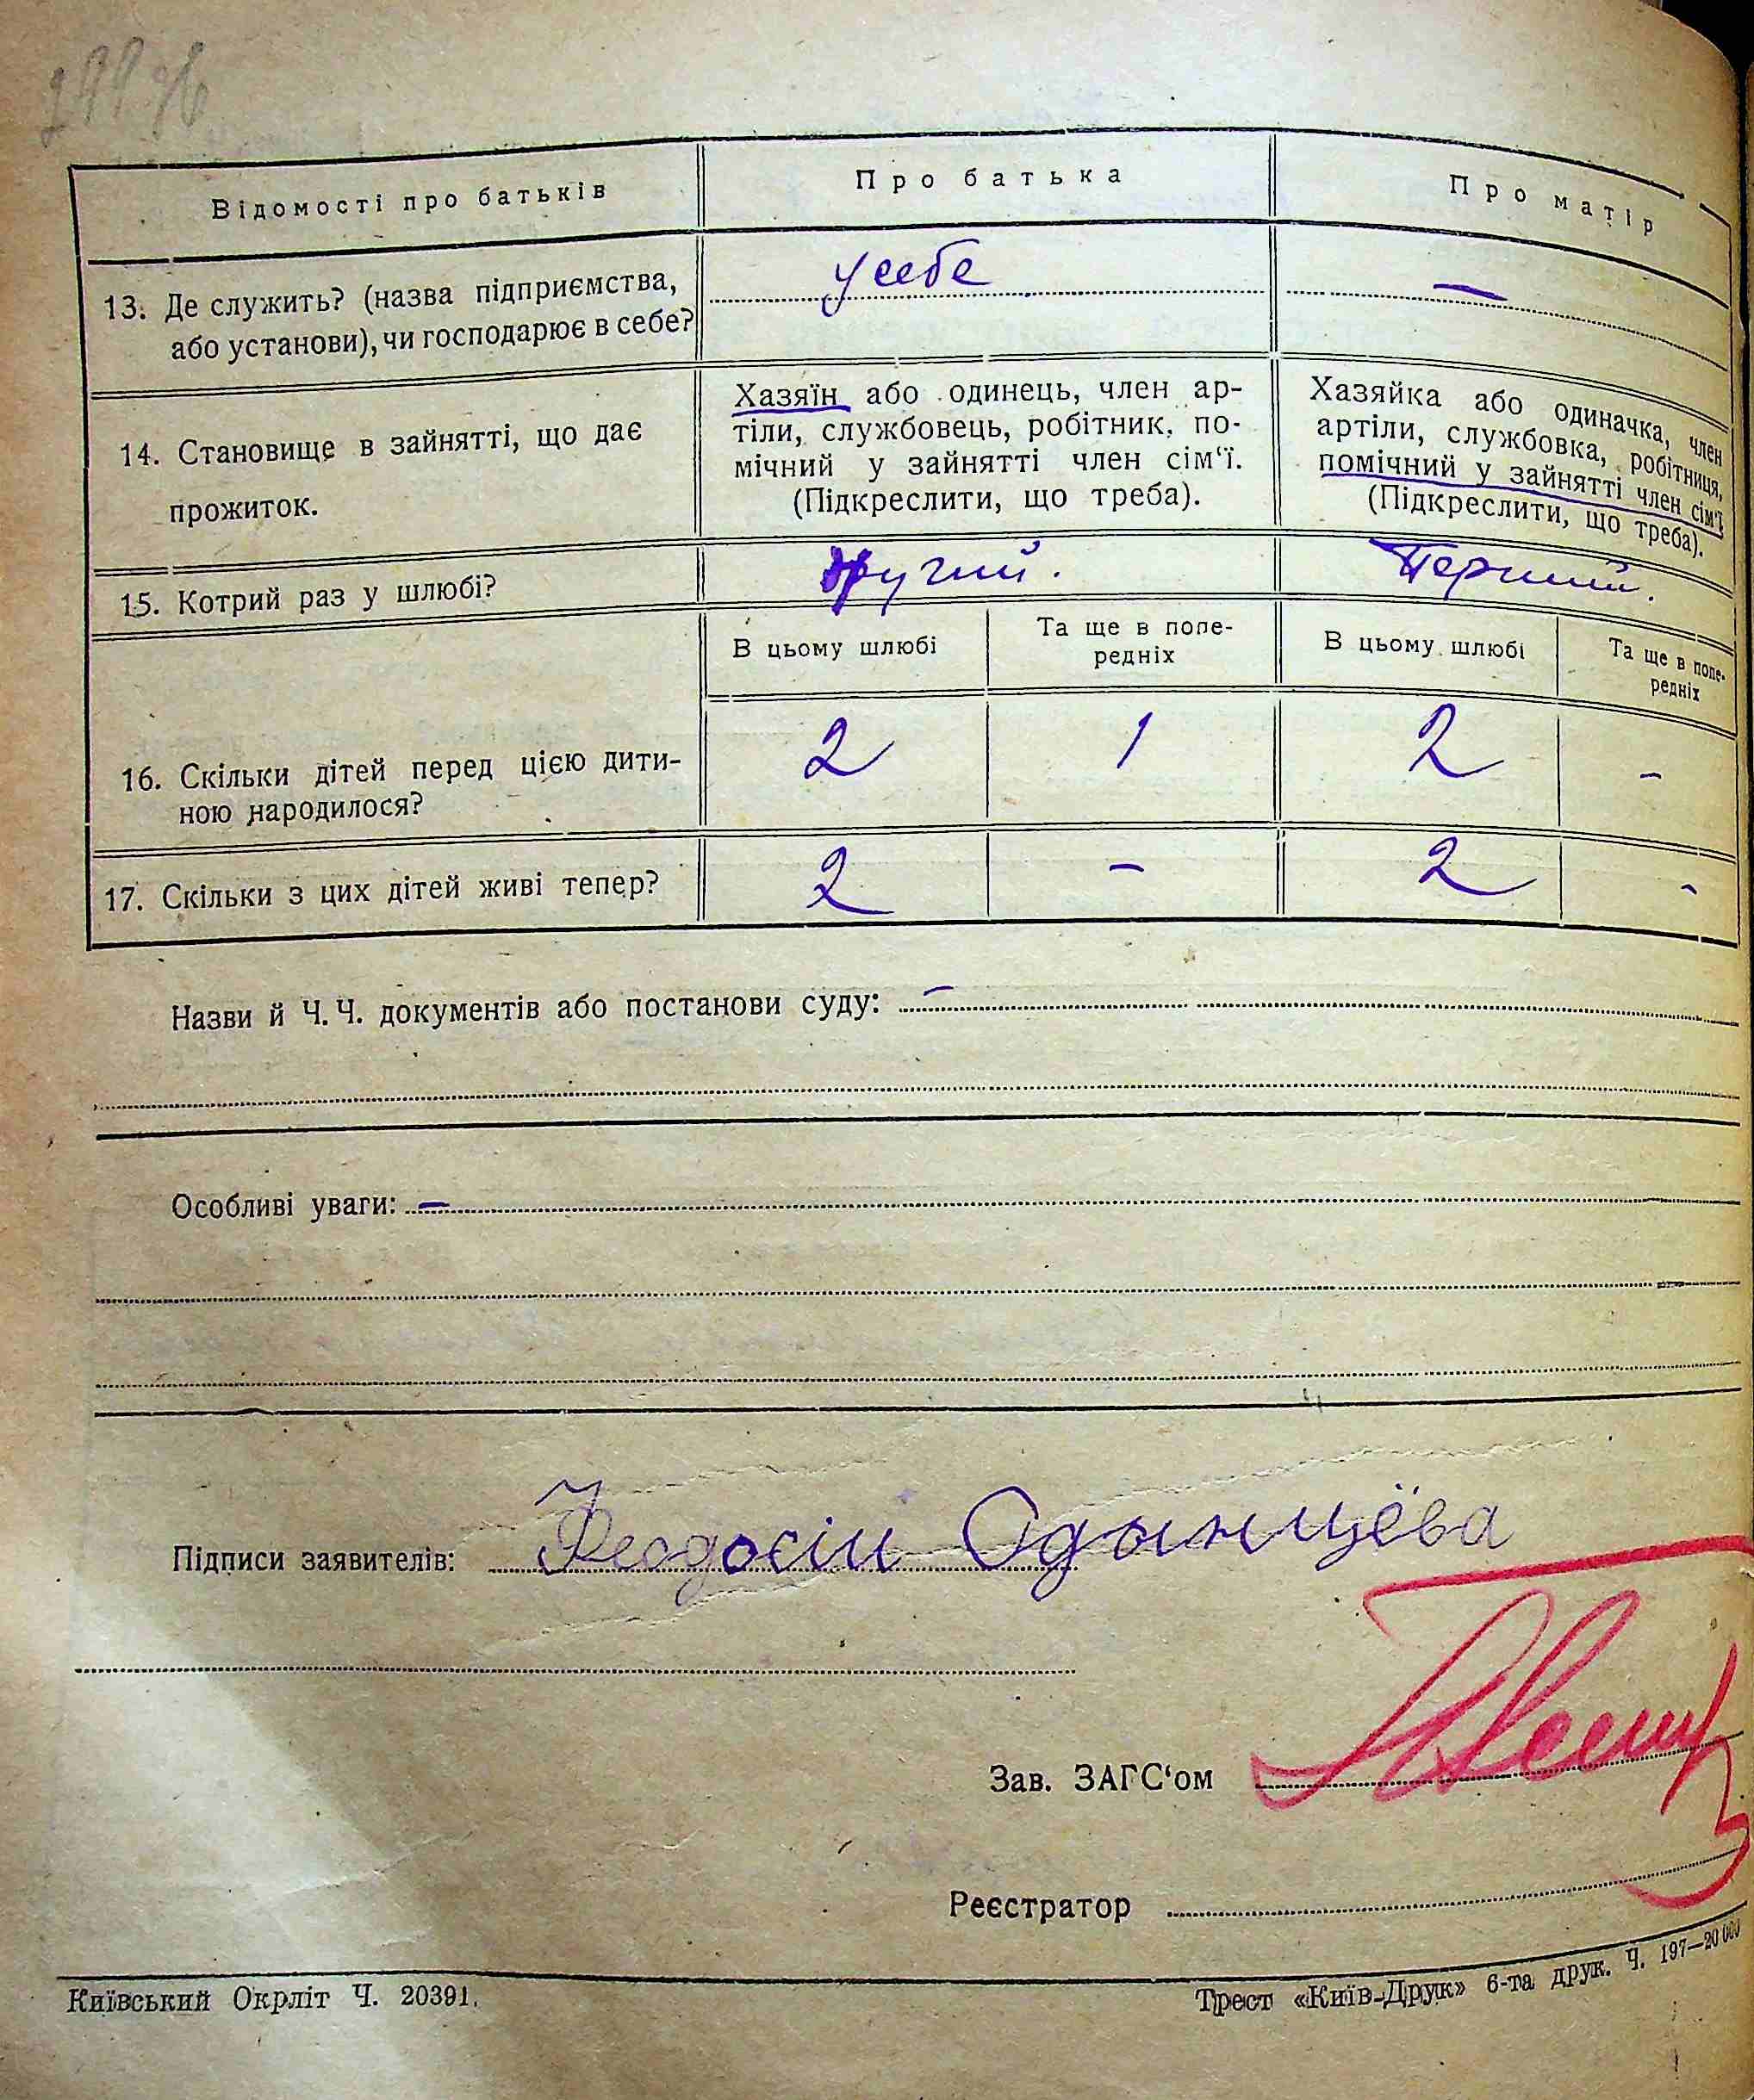 Відомості про батьків
Про батька
Про матір
13. Де служить? (назва підприємства,
або установи), чи господарює в себе?
у себе
—
14. Становище в зайнятті, що дає
прожиток.
Хазяїн або одинець, член ар-
тіли, службовець, робітник, по-
мічний у зайнятті член сім'ї.
(Підкреслити, що треба).
Хазяйка або одиначка, член
артіли, службовка, робітниця,
помічний у зайнятті член сім'ї
(Підкреслити, що треба).
15. Котрий раз у шлюбі?
другий.
Перший.
В цьому шлюбі
Та ще в попе-
редніх
В цьому шлюбі
Та ще в попе-
редніх
16. Скільки дітей перед цією дити-
ною народилося?
2
1
2
-
17. Скільки з цих дітей живі тепер?
2
-
2
-
Назви й Ч. Ч. документів або постанови суду: —
Особливі уваги: —
Підписи заявителів: Феодосіи Одынцёва
Зав. ЗАГС'ом
Реєстратор
Київський Окрліт Ч. 20391.
Трест «Київ-Друк» 6-та друк. Ч. 197—20000